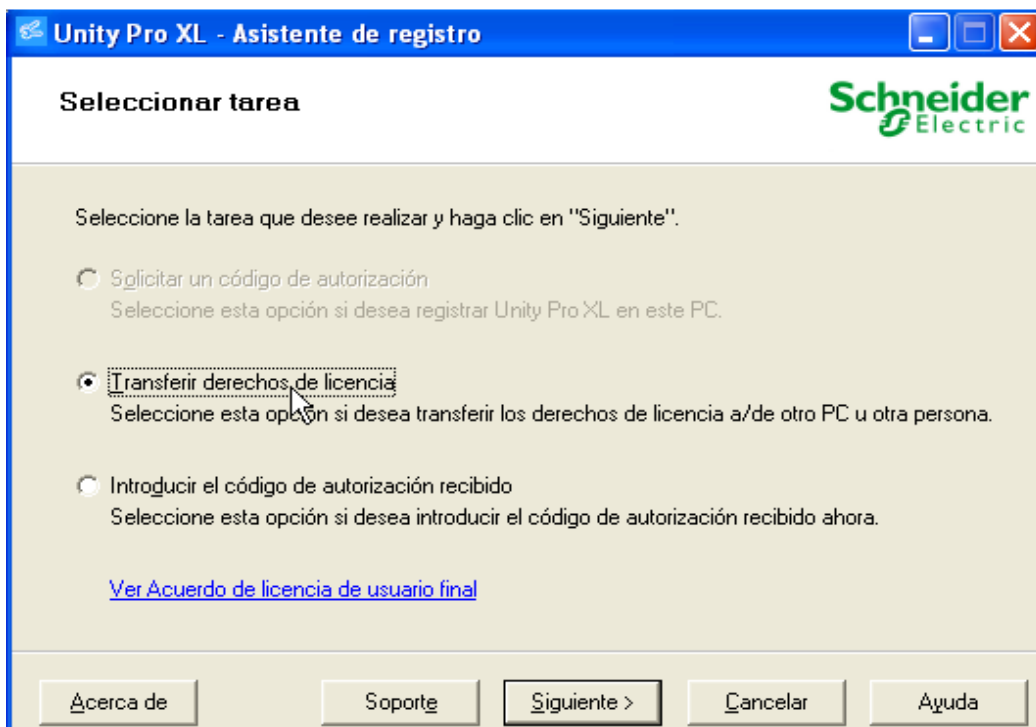 Unity Pro XL - Asistente de registro
Seleccionar tarea
Schneider
Electric
Seleccione la tarea que desee realizar y haga clic en "Siguiente".
Solicitar un código de autorización
Seleccione esta opción si desea registrar Unity Pro XL en este PC.
Transferir derechos de licencia
Seleccione esta opción si desea transferir los derechos de licencia a/de otro PC u otra persona.
Introducir el código de autorización recibido
Seleccione esta opción si desea introducir el código de autorización recibido ahora.
Ver Acuerdo de licencia de usuario final
Acerca de
Soporte
Siguiente >
Cancelar
Ayuda